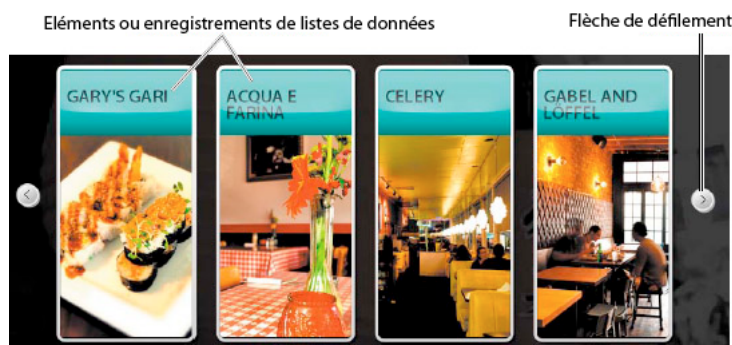 Eléments ou enregistrements de listes de données
Flèche de défilement
GARY'S GARI
ACQUA E
FARINA
CELERY
GABEL AND
LÖFFEL